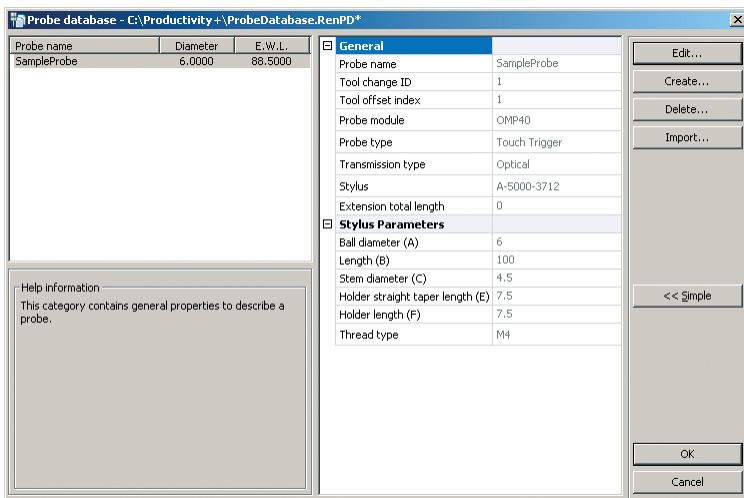 Probe database - C:\Productivity+\ProbeDatabase.RenPD*
Probe name Diameter E.W.L.
SampleProbe 6.0000 88.5000
Help information
This category contains general properties to describe a
probe.
General
Probe name SampleProbe
Tool change ID 1
Tool offset index 1
Probe module OMP40
Probe type Touch Trigger
Transmission type Optical
Stylus A-5000-3712
Extension total length 0
Stylus Parameters
Ball diameter (A) 6
Length (B) 100
Stem diameter (C) 4.5
Holder straight taper length (E) 7.5
Holder length (F) 7.5
Thread type M4
Edit...
Create...
Delete...
Import...
<< Simple
OK
Cancel